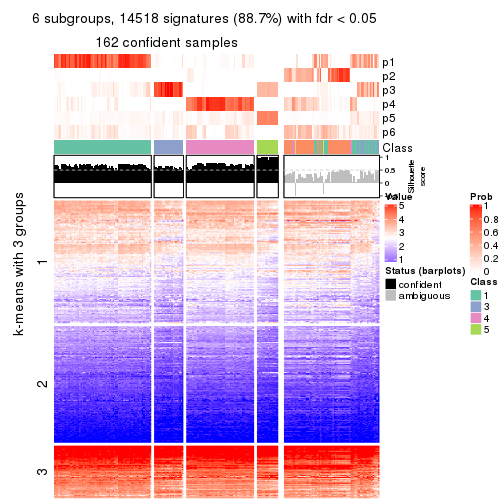 6 subgroups, 14518 signatures (88.7%) with fdr < 0.05
162 confident samples
p1
p2
p3
p4
p5
p6
Class
1
0.5
0
Silhouette
score
k-means with 3 groups
1
2
3
Value
5
4
3
2
1
Status (barplots)
confident
ambiguous
Prob
1
0.8
0.6
0.4
0.2
0
Class
1
3
4
5